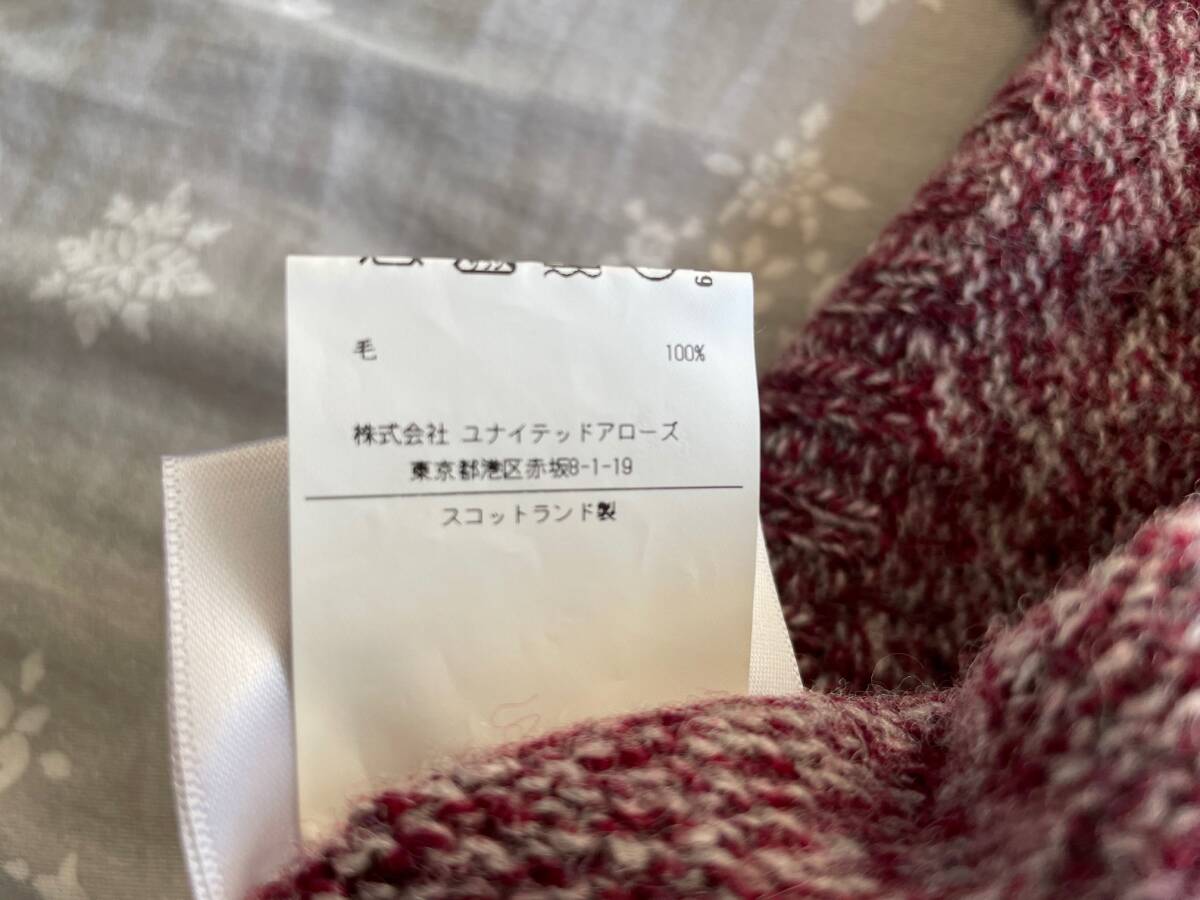 毛 100%
株式会社 ユナイテッドアローズ
東京都港区赤坂8-1-19
スコットランド製